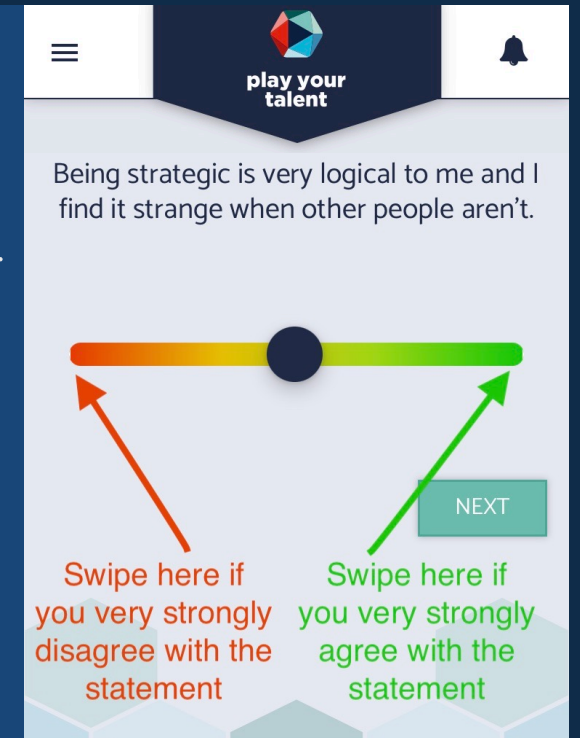 play your
talent
Being strategic is very logical to me and I
find it strange when other people aren't.
NEXT
Swipe here if
you very strongly
disagree with the
statement
Swipe here if
you very strongly
agree with the
statement